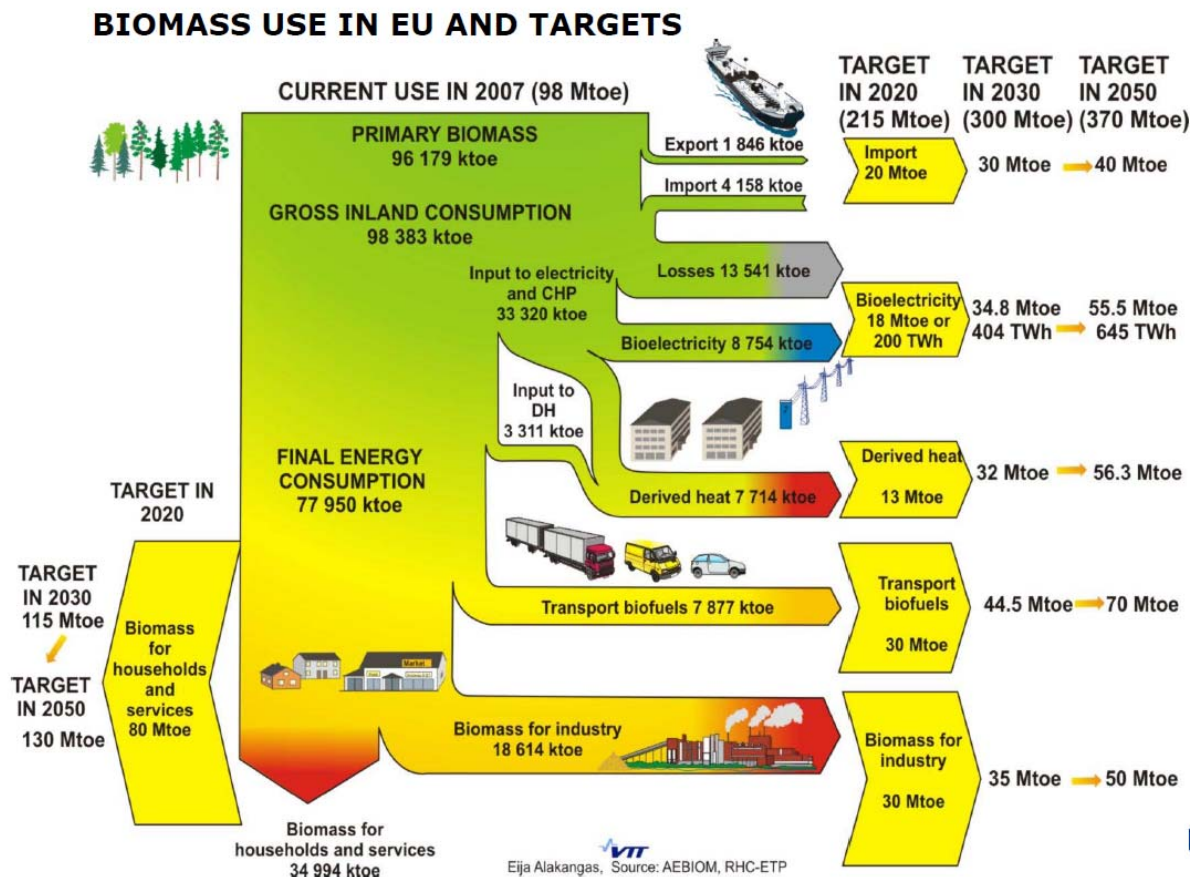 BIOMASS USE IN EU AND TARGETS
CURRENT USE IN 2007 (98 Mtoe)
TARGET
IN 2020
(215 Mtoe)
TARGET
IN 2030
(300 Mtoe)
TARGET
IN 2050
(370 Mtoe)
PRIMARY BIOMASS
96 179 ktoe
Export 1 846 ktoe
Import
20 Mtoe
30 Mtoe
40 Mtoe
Import 4 158 ktoe
GROSS INLAND CONSUMPTION
98 383 ktoe
Losses 13 541 ktoe
Input to electricity
and CHP
33 320 ktoe
Bioelectricity 8 754 ktoe
Bioelectricity
18 Mtoe or
200 TWh
34.8 Mtoe
404 TWh
55.5 Mtoe
645 TWh
Input to
DH
3 311 ktoe
FINAL ENERGY
CONSUMPTION
77 950 ktoe
Derived heat 7 714 ktoe
Derived heat
13 Mtoe
32 Mtoe
56.3 Mtoe
TARGET IN
2020
TARGET
IN 2030
115 Mtoe
TARGET
IN 2050
130 Mtoe
Biomass
for
households
and
services
80 Mtoe
Transport biofuels 7 877 ktoe
Transport
biofuels
30 Mtoe
44.5 Mtoe
70 Mtoe
Market
Biomass for industry
18 614 ktoe
Biomass for
industry
30 Mtoe
35 Mtoe
50 Mtoe
Biomass for
households and services
34 994 ktoe
VTT
Eija Alakangas, Source: AEBIOM, RHC-ETP